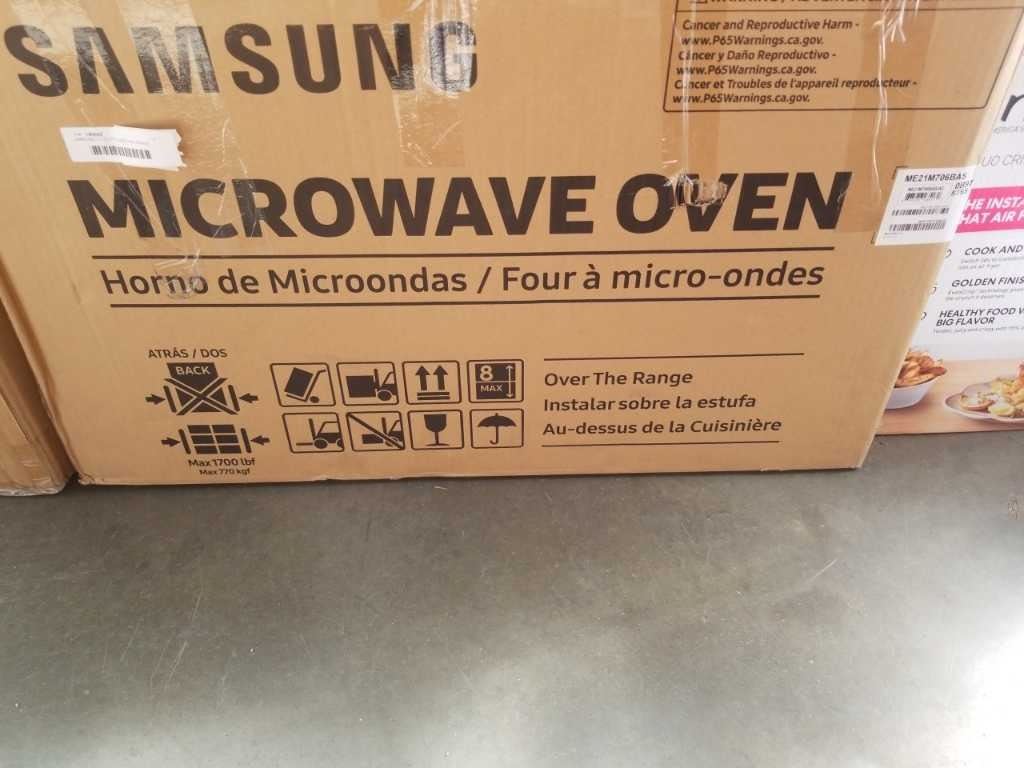 SAMSUNG
Cancer and Reproductive Harm -
www.P65Warnings.ca.gov.
Cáncer y Daño Reproductivo -
www.P65Warnings.ca.gov.
Cancer et Troubles de l'appareil reproducteur -
www.P65Warnings.ca.gov.
MICROWAVE OVEN
Horno de Microondas / Four à micro-ondes
ME21M706BAS
ATRÁS / DOS
BACK
8
MAX
Max 1700 lbf
Max 770 kgf
Over The Range
Instalar sobre la estufa
Au-dessus de la Cuisinière
COOK AND
GOLDEN FINIS
HEALTHY FOOD
BIG FLAVOR